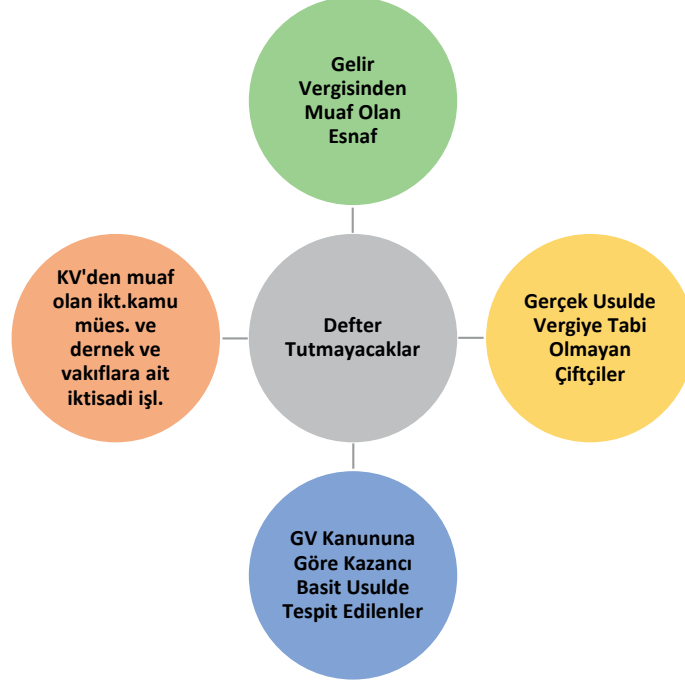 Gelir
Vergisinden
Muaf Olan
Esnaf
KV'den muaf
olan ikt.kamu
mües. ve
dernek ve
vakıflara ait
iktisadi işl.
Defter
Tutmayacaklar
Gerçek Usulde
Vergiye Tabi
Olmayan
Çiftçiler
GV Kanununa
Göre Kazancı
Basit Usulde
Tespit Edilenler